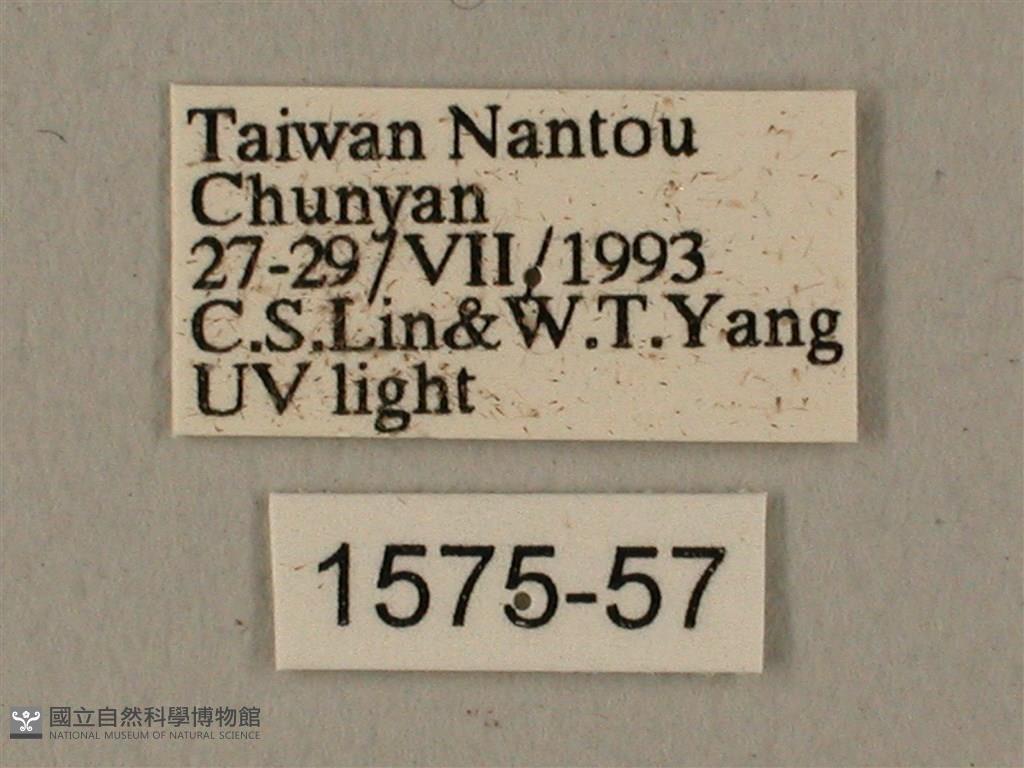 Taiwan Nantou
Chunyan
27-29/VII/1993
C.S.Lin&W.T.Yang
UV light
1575-57
國立自然科學博物館
NATIONAL MUSEUM OF NATURAL SCIENCE